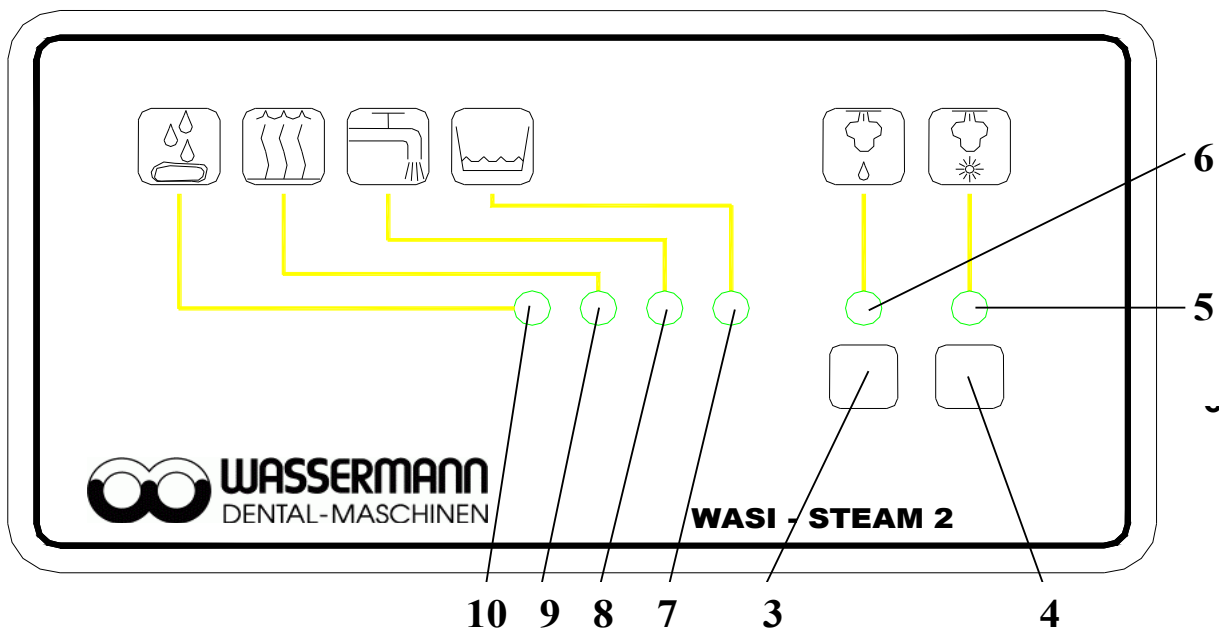 6
5
WASSERMANN
DENTAL-MASCHINEN
WASI - STEAM 2
10 9 8 7 3 4